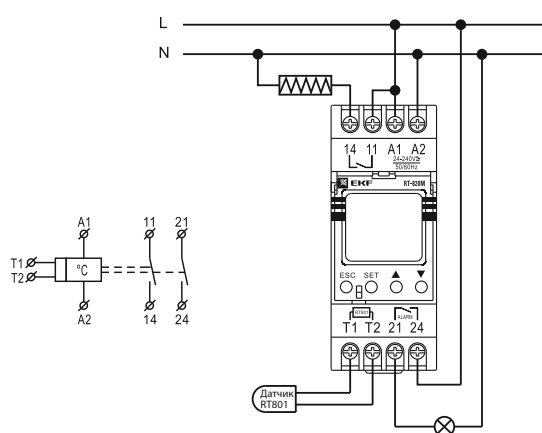 L
N
14 11 A1 A2
24-240V≂
50/60Hz
EKF RT-820M
ESC SET ▲ ▼
RT801 ALARM
T1 T2 21 24
Датчик
RT801
A1 11 21
T1
T2
°C
A2 14 24